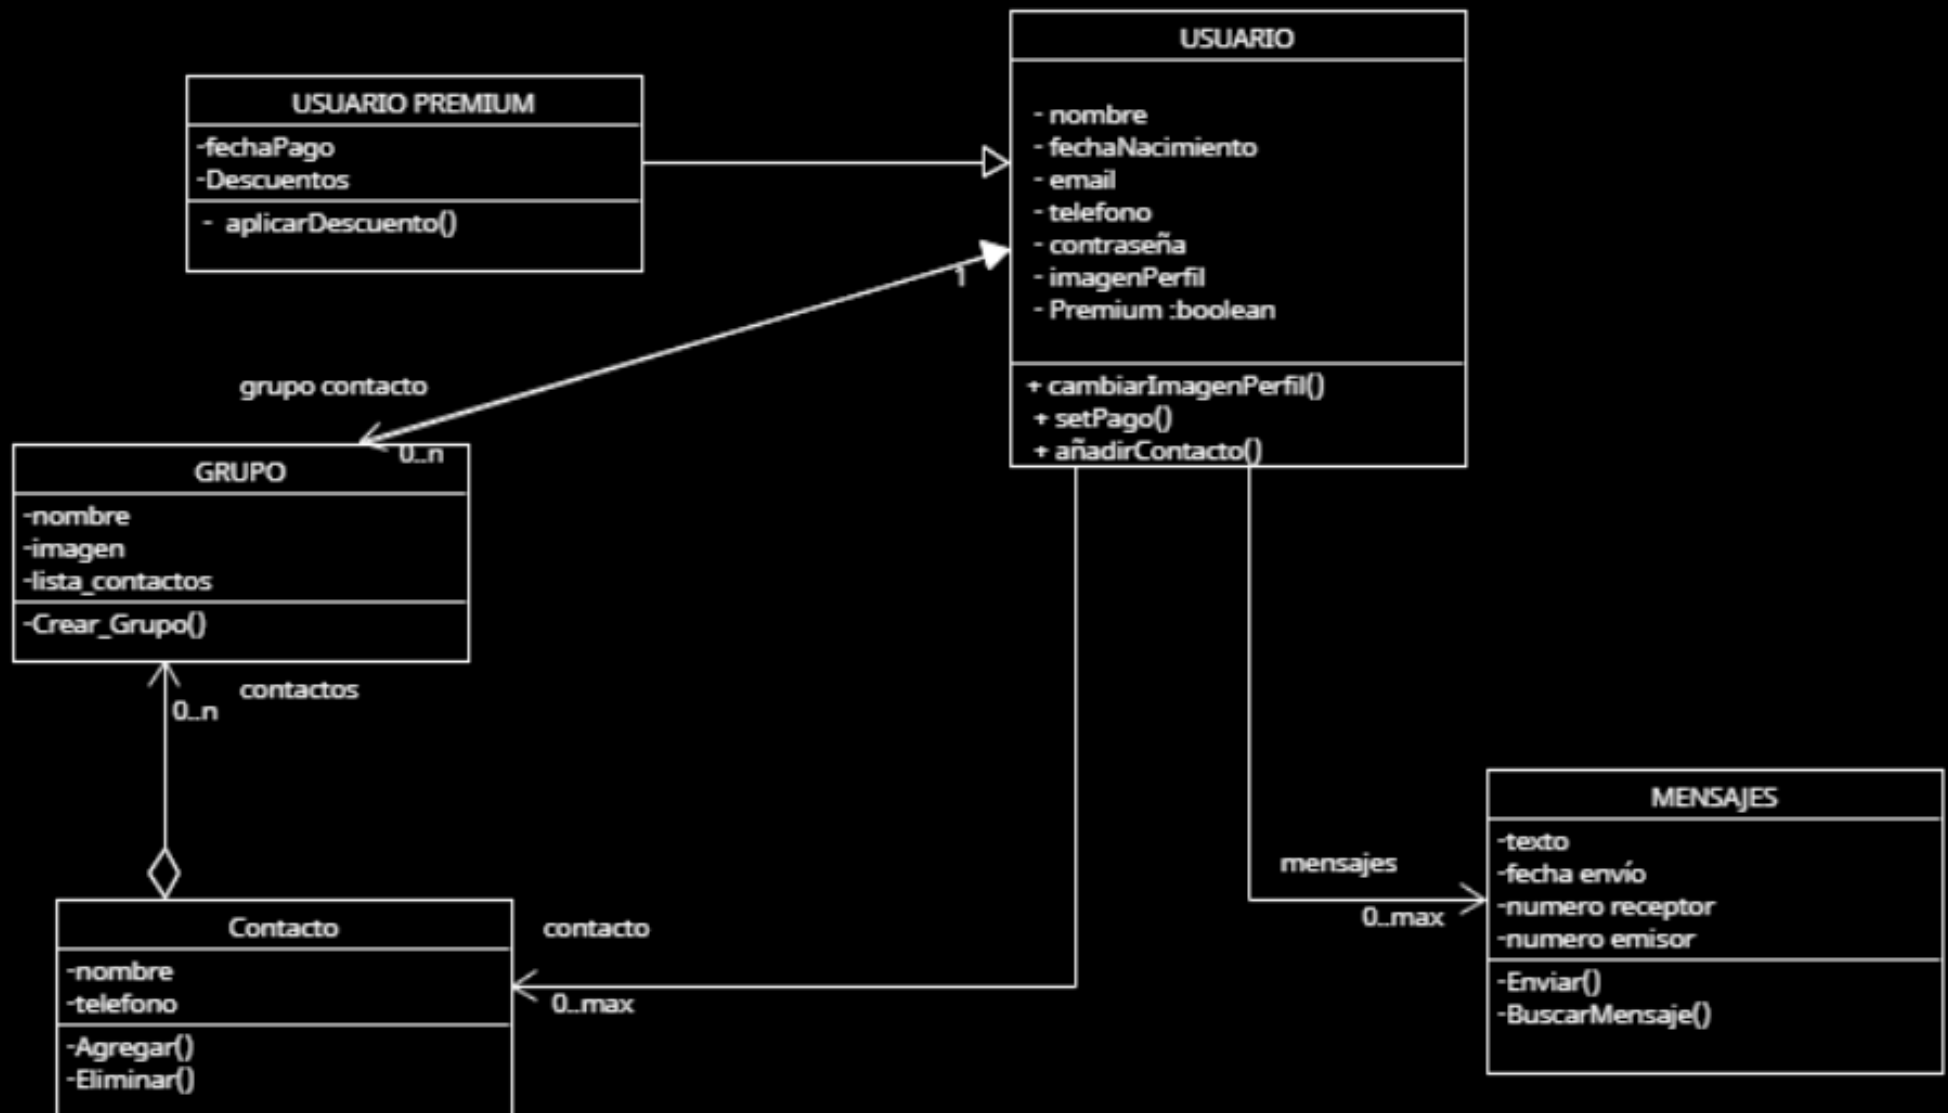 USUARIO
- nombre
- fechaNacimiento
- email
- telefono
- contraseña
- imagenPerfil
- Premium :boolean
+ cambiarImagenPerfil()
+ setPago()
+ añadirContacto()
USUARIO PREMIUM
-fechaPago
-Descuentos
- aplicarDescuento()
1
grupo contacto
0..n
GRUPO
-nombre
-imagen
-lista_contactos
-Crear_Grupo()
contactos
0..n
Contacto
-nombre
-telefono
-Agregar()
-Eliminar()
contacto
0..max
mensajes
0..max
MENSAJES
-texto
-fecha envío
-numero receptor
-numero emisor
-Enviar()
-BuscarMensaje()